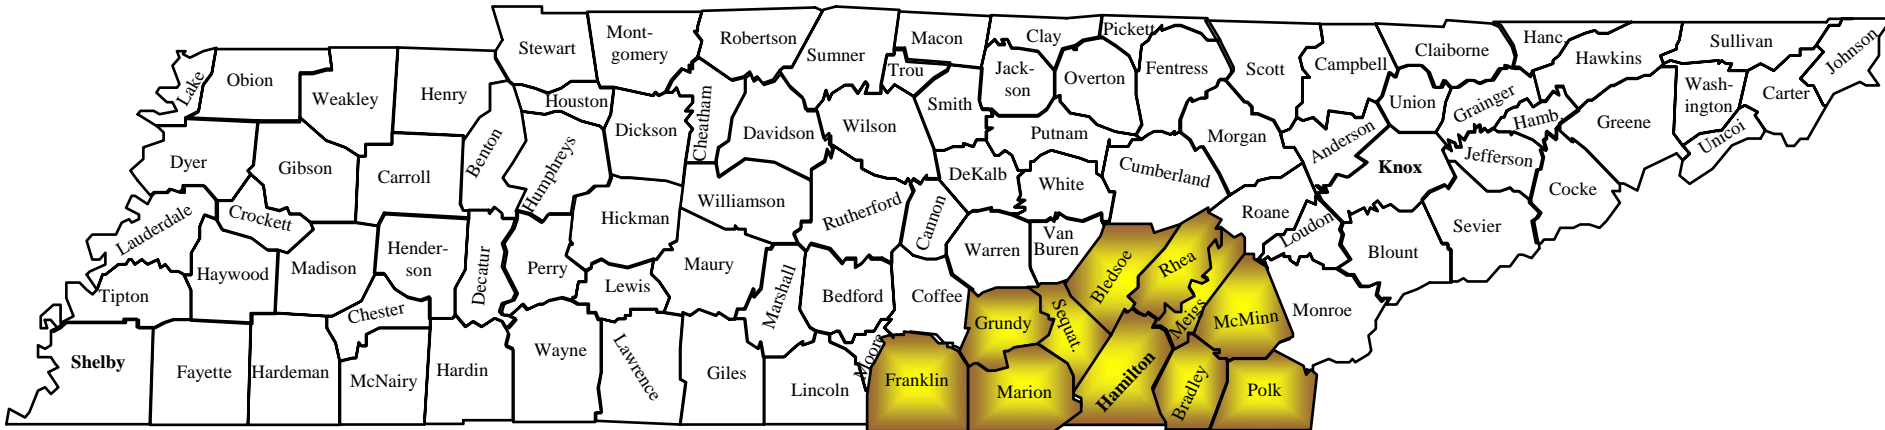 Lake
Obion
Weakley
Henry
Stewart
Mont-
gomery
Robertson
Sumner
Macon
Trou
Clay
Pickett
Jack-
son
Overton
Fentress
Scott
Campbell
Claiborne
Hanc.
Hawkins
Sullivan
Johnson
Carter
Wash-
ington
Unicoi
Greene
Hamb.
Grainger
Union
Anderson
Morgan
Putnam
Smith
Wilson
Davidson
Cheatham
Dickson
Houston
Humphreys
Benton
Carroll
Gibson
Dyer
Lauderdale
Crockett
Haywood
Madison
Hender-
son
Decatur
Perry
Hickman
Lewis
Williamson
Maury
Marshall
Rutherford
Cannon
DeKalb
White
Cumberland
Warren
Van
Buren
Bledsoe
Rhea
Meigs
Roane
Loudon
Knox
Jefferson
Cocke
Sevier
Blount
Monroe
McMinn
Polk
Bradley
Hamilton
Sequat.
Marion
Grundy
Franklin
Coffee
Bedford
Moore
Lincoln
Giles
Lawrence
Wayne
Hardin
Chester
McNairy
Hardeman
Fayette
Shelby
Tipton